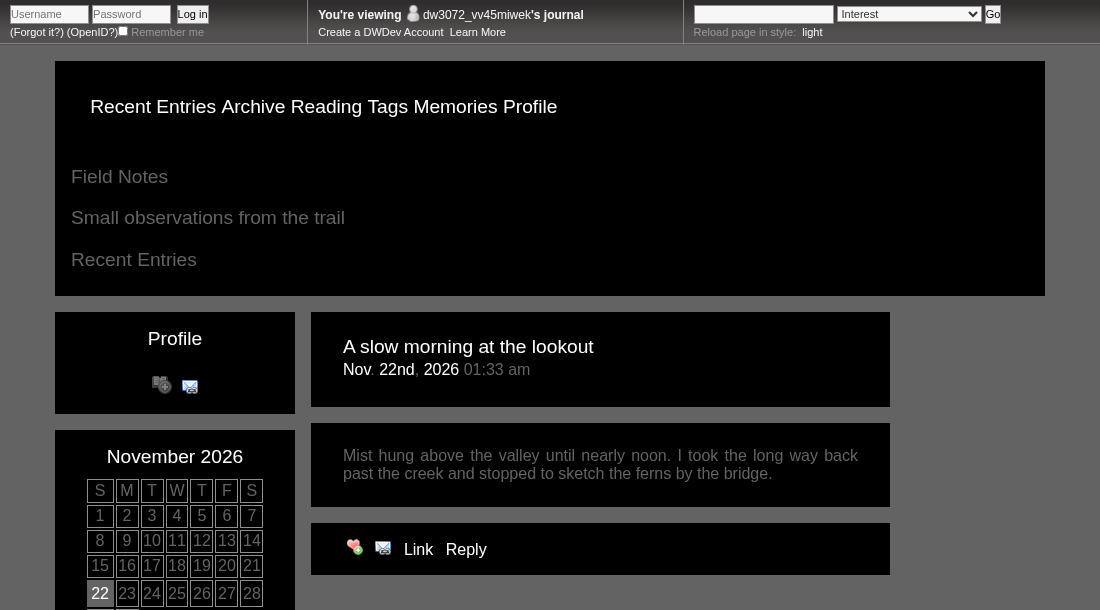 Username Password Log in
(Forgot it?) (OpenID?) Remember me
You're viewing dw3072_vv45miwek's journal
Create a DWDev Account Learn More
Interest Go
Reload page in style: light
Recent Entries Archive Reading Tags Memories Profile
Field Notes
Small observations from the trail
Recent Entries
Profile
November 2026
S M T W T F S
1 2 3 4 5 6 7
8 9 10 11 12 13 14
15 16 17 18 19 20 21
22 23 24 25 26 27 28
A slow morning at the lookout
Nov. 22nd, 2026 01:33 am
Mist hung above the valley until nearly noon. I took the long way back
past the creek and stopped to sketch the ferns by the bridge.
Link Reply